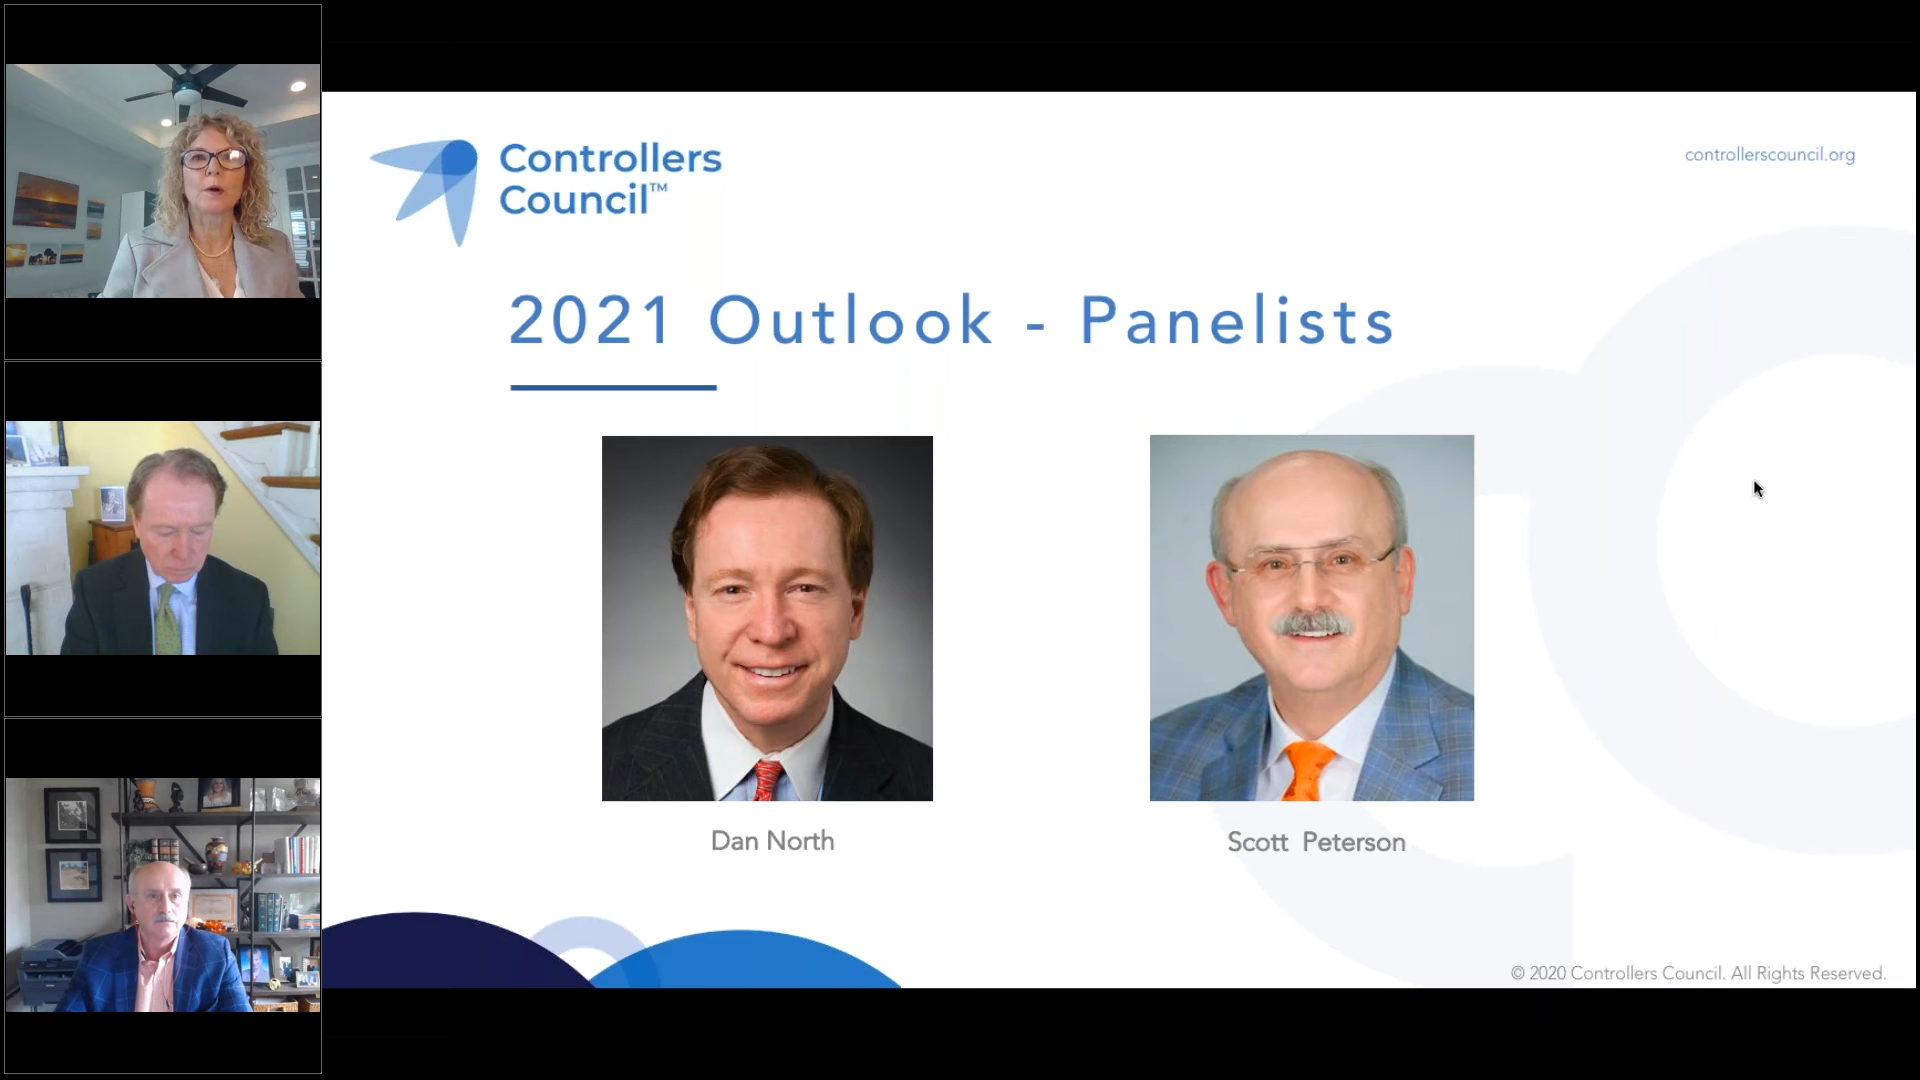 Controllers
Council™
controllerscouncil.org
2021 Outlook - Panelists
Dan North
Scott Peterson
© 2020 Controllers Council. All Rights Reserved.